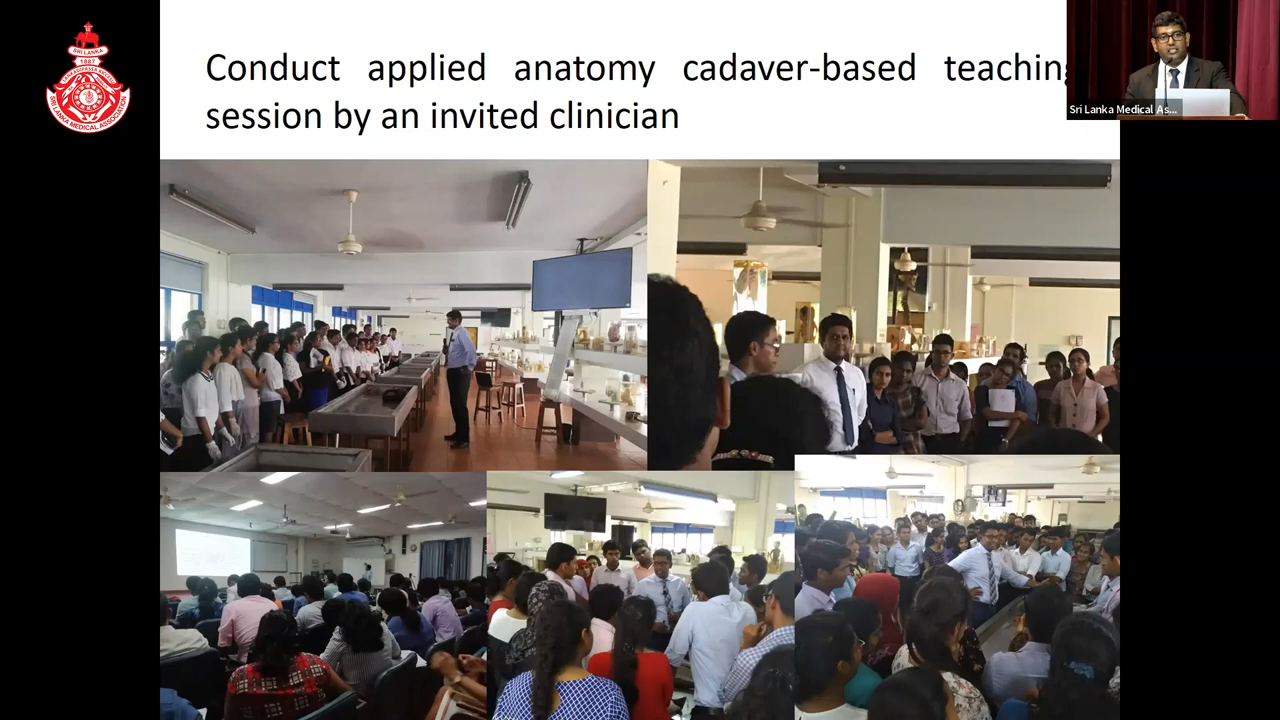 Conduct applied anatomy cadaver-based teaching
session by an invited clinician
SRI LANKA
1887
SRI LANKA MEDICAL ASSOCIATION
Sri Lanka Medical As...